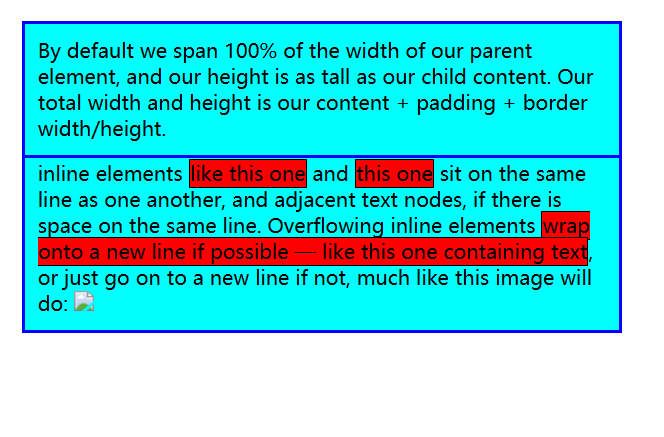 By default we span 100% of the width of our parent
element, and our height is as tall as our child content. Our
total width and height is our content + padding + border
width/height.
inline elements like this one and this one sit on the same
line as one another, and adjacent text nodes, if there is
space on the same line. Overflowing inline elements wrap
onto a new line if possible — like this one containing text,
or just go on to a new line if not, much like this image will
do: